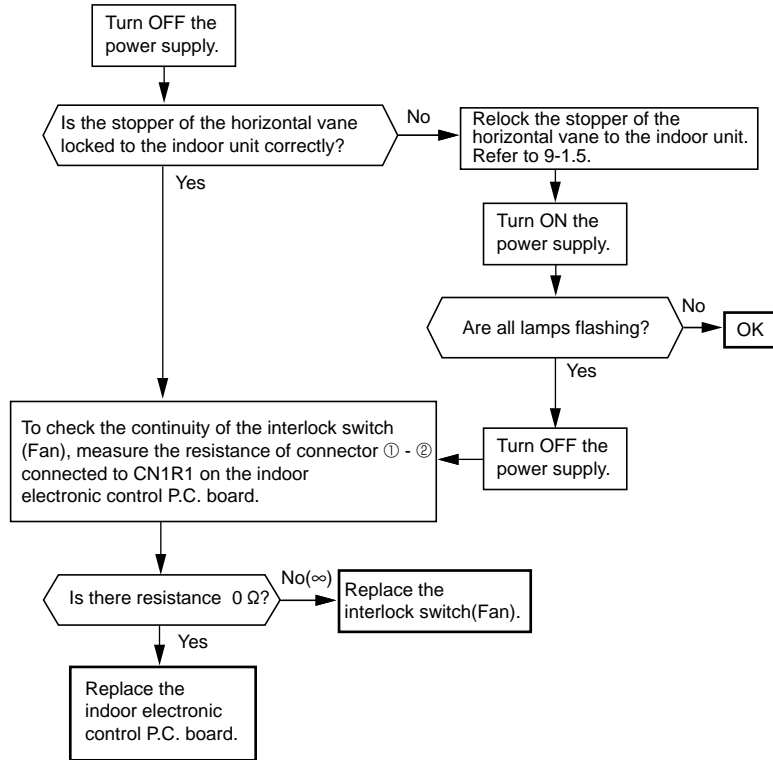 Turn OFF the
power supply.
Is the stopper of the horizontal vane
locked to the indoor unit correctly?
No
Relock the stopper of the
horizontal vane to the indoor unit.
Refer to 9-1.5.
Yes
Turn ON the
power supply.
Are all lamps flashing?
No
OK
Yes
Turn OFF the
power supply.
To check the continuity of the interlock switch
(Fan), measure the resistance of connector ① - ②
connected to CN1R1 on the indoor
electronic control P.C. board.
Is there resistance 0 Ω?
No(∞)
Replace the
interlock switch(Fan).
Yes
Replace the
indoor electronic
control P.C. board.